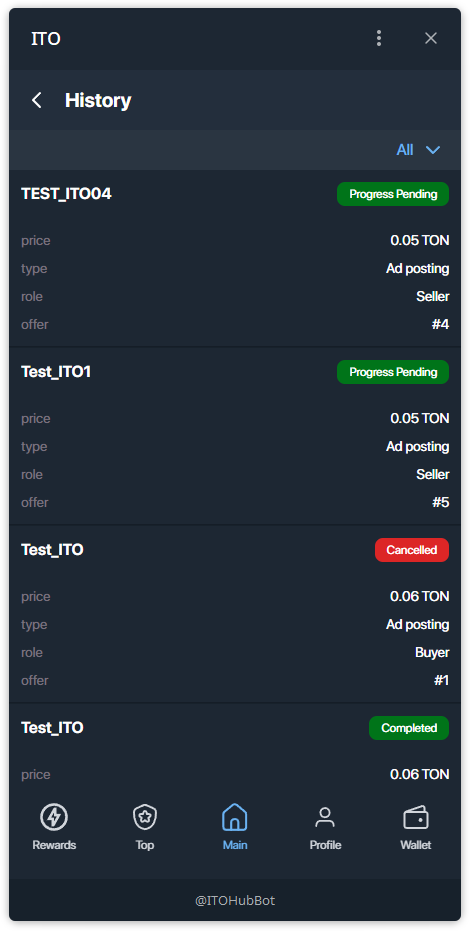 ITO
History
All
TEST_ITO04 Progress Pending
price 0.05 TON
type Ad posting
role Seller
offer #4
Test_ITO1 Progress Pending
price 0.05 TON
type Ad posting
role Seller
offer #5
Test_ITO Cancelled
price 0.06 TON
type Ad posting
role Buyer
offer #1
Test_ITO Completed
price 0.06 TON
Rewards Top Main Profile Wallet
@ITOHubBot